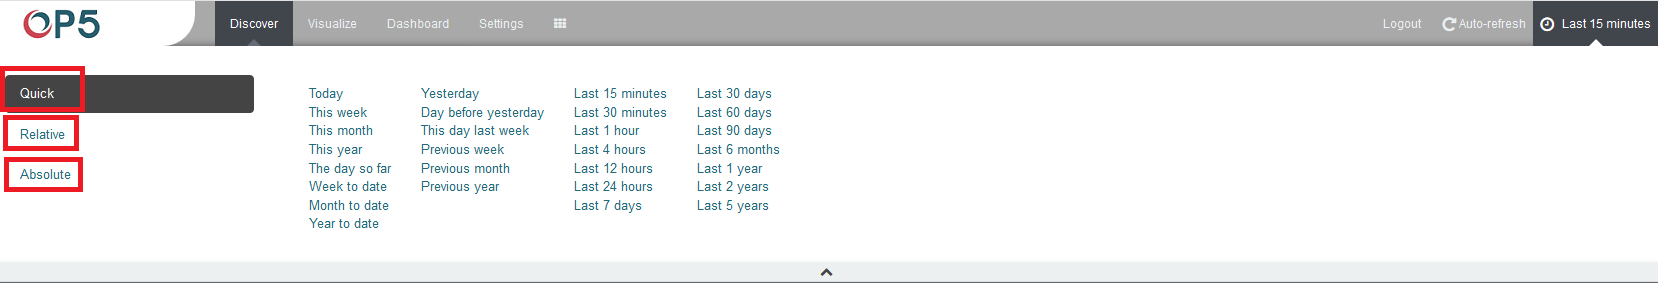 OP5 Discover Visualize Dashboard Settings Logout Auto-refresh Last 15 minutes
Quick
Relative
Absolute
Today Yesterday Last 15 minutes Last 30 days
This week Day before yesterday Last 30 minutes Last 60 days
This month This day last week Last 1 hour Last 90 days
This year Previous week Last 4 hours Last 6 months
The day so far Previous month Last 12 hours Last 1 year
Week to date Previous year Last 24 hours Last 2 years
Month to date Last 7 days Last 5 years
Year to date